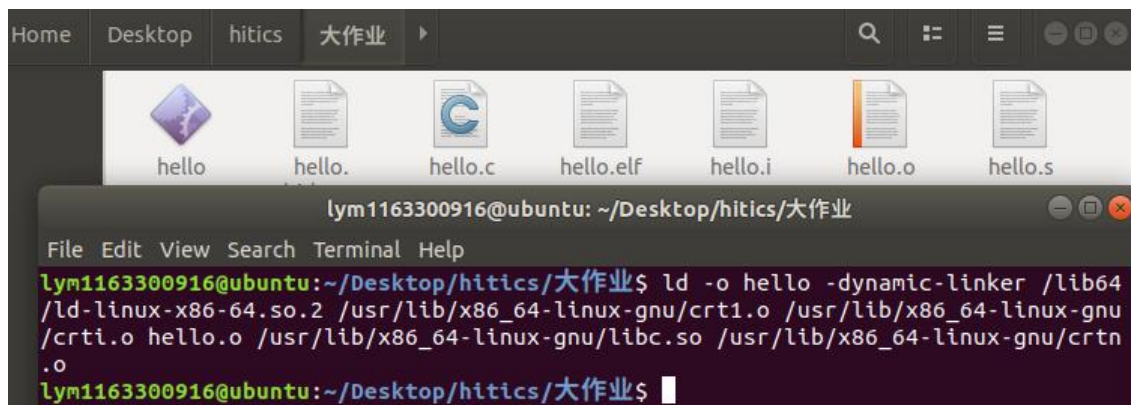 Home Desktop hitics 大作业
hello hello. hello.c hello.elf hello.i hello.o hello.s
lym1163300916@ubuntu: ~/Desktop/hitics/大作业
File Edit View Search Terminal Help
lym1163300916@ubuntu:~/Desktop/hitics/大作业$ ld -o hello -dynamic-linker /lib64
/ld-linux-x86-64.so.2 /usr/lib/x86_64-linux-gnu/crt1.o /usr/lib/x86_64-linux-gnu
/crti.o hello.o /usr/lib/x86_64-linux-gnu/libc.so /usr/lib/x86_64-linux-gnu/crtn
.o
lym1163300916@ubuntu:~/Desktop/hitics/大作业$